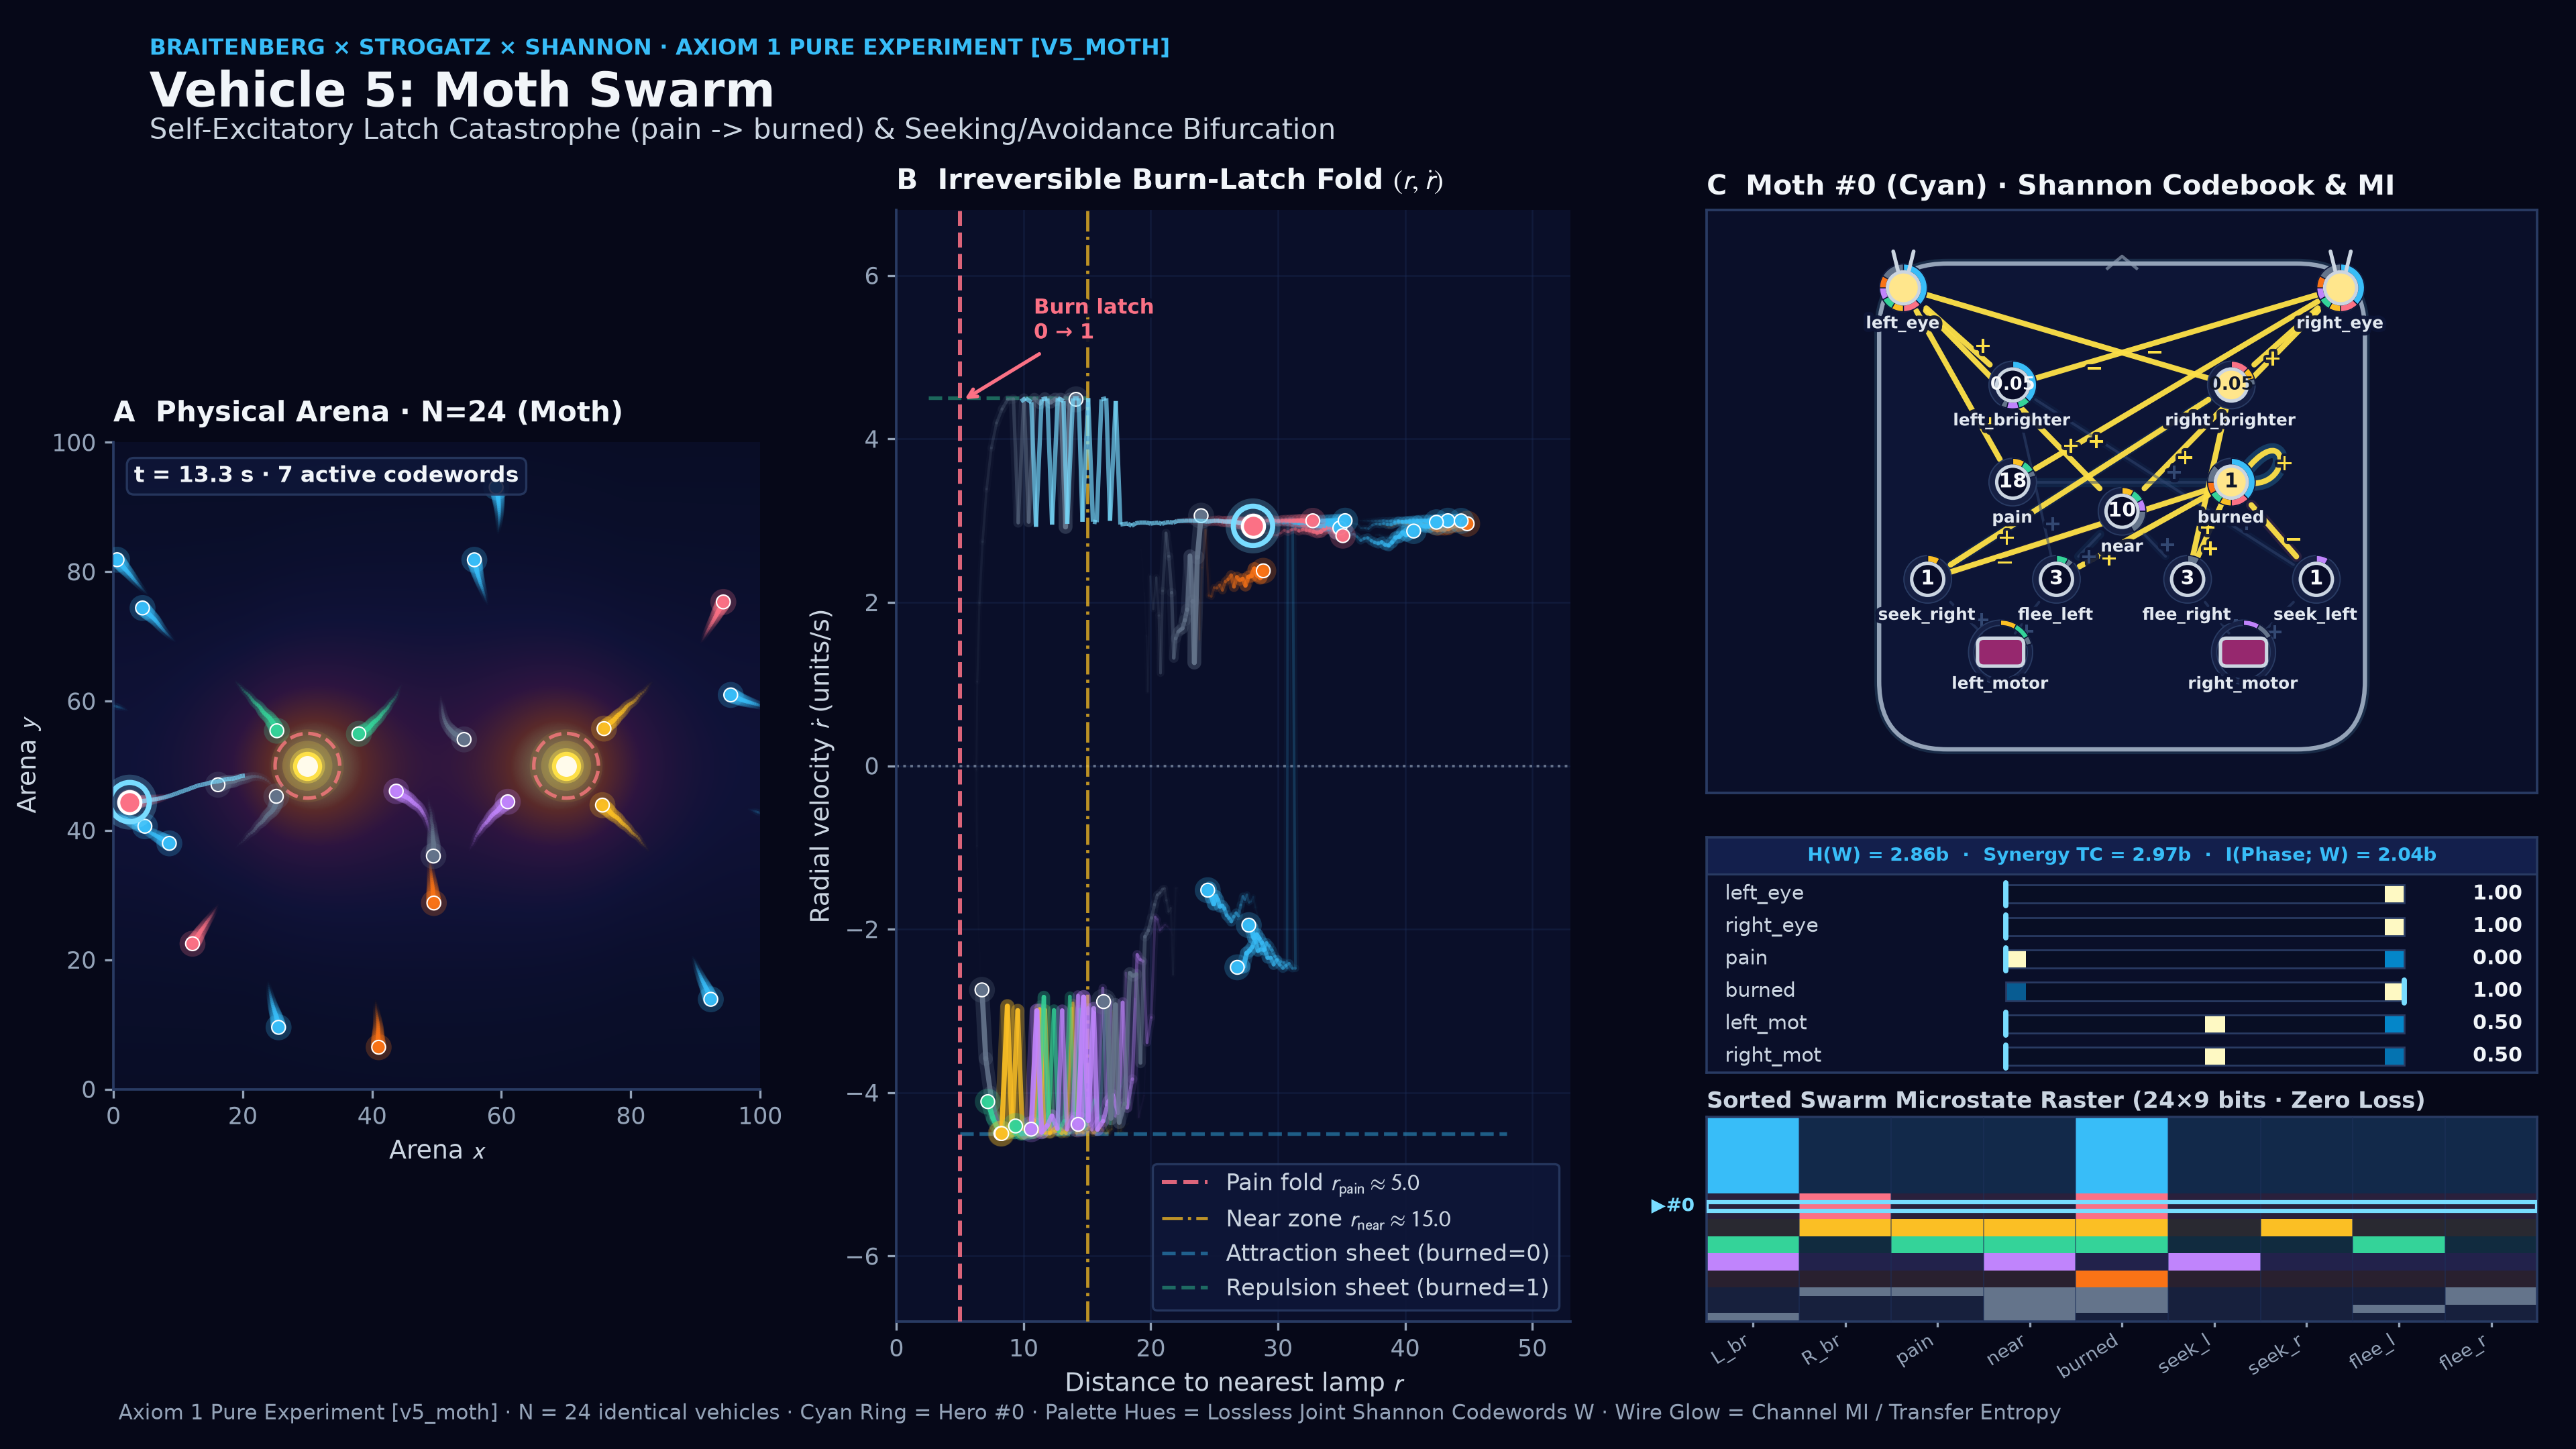 BRAITENBERG × STROGATZ × SHANNON · AXIOM 1 PURE EXPERIMENT [V5_MOTH]
Vehicle 5: Moth Swarm
Self-Excitatory Latch Catastrophe (pain -> burned) & Seeking/Avoidance Bifurcation
A Physical Arena · N=24 (Moth)
t = 13.3 s · 7 active codewords
100
80
60
40
20
0
0 20 40 60 80 100
Arena y
Arena x
B Irreversible Burn-Latch Fold (r, ṙ)
Burn latch
0 → 1
6
4
2
0
−2
−4
−6
Radial velocity ṙ (units/s)
Pain fold r_pain ≈ 5.0
Near zone r_near ≈ 15.0
Attraction sheet (burned=0)
Repulsion sheet (burned=1)
0 10 20 30 40 50
Distance to nearest lamp r
C Moth #0 (Cyan) · Shannon Codebook & MI
left_eye right_eye
0.05 0.05
left_brighter right_brighter
18 1
pain burned
10
near
1 3 3 1
seek_right flee_left flee_right seek_left
left_motor right_motor
H(W) = 2.86b · Synergy TC = 2.97b · I(Phase; W) = 2.04b
left_eye 1.00
right_eye 1.00
pain 0.00
burned 1.00
left_mot 0.50
right_mot 0.50
Sorted Swarm Microstate Raster (24×9 bits · Zero Loss)
▶#0
L_br R_br pain near burned seek_l seek_r flee_l flee_r
Axiom 1 Pure Experiment [v5_moth] · N = 24 identical vehicles · Cyan Ring = Hero #0 · Palette Hues = Lossless Joint Shannon Codewords W · Wire Glow = Channel MI / Transfer Entropy